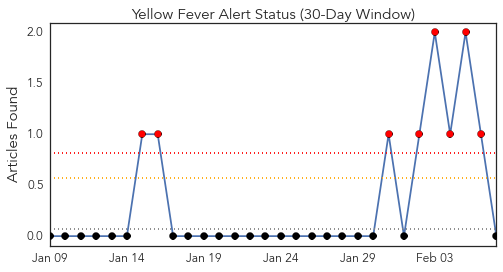 Yellow Fever Alert Status (30-Day Window)
Articles Found
2.0
1.5
1.0
0.5
0.0
Jan 09 Jan 14 Jan 19 Jan 24 Jan 29 Feb 03